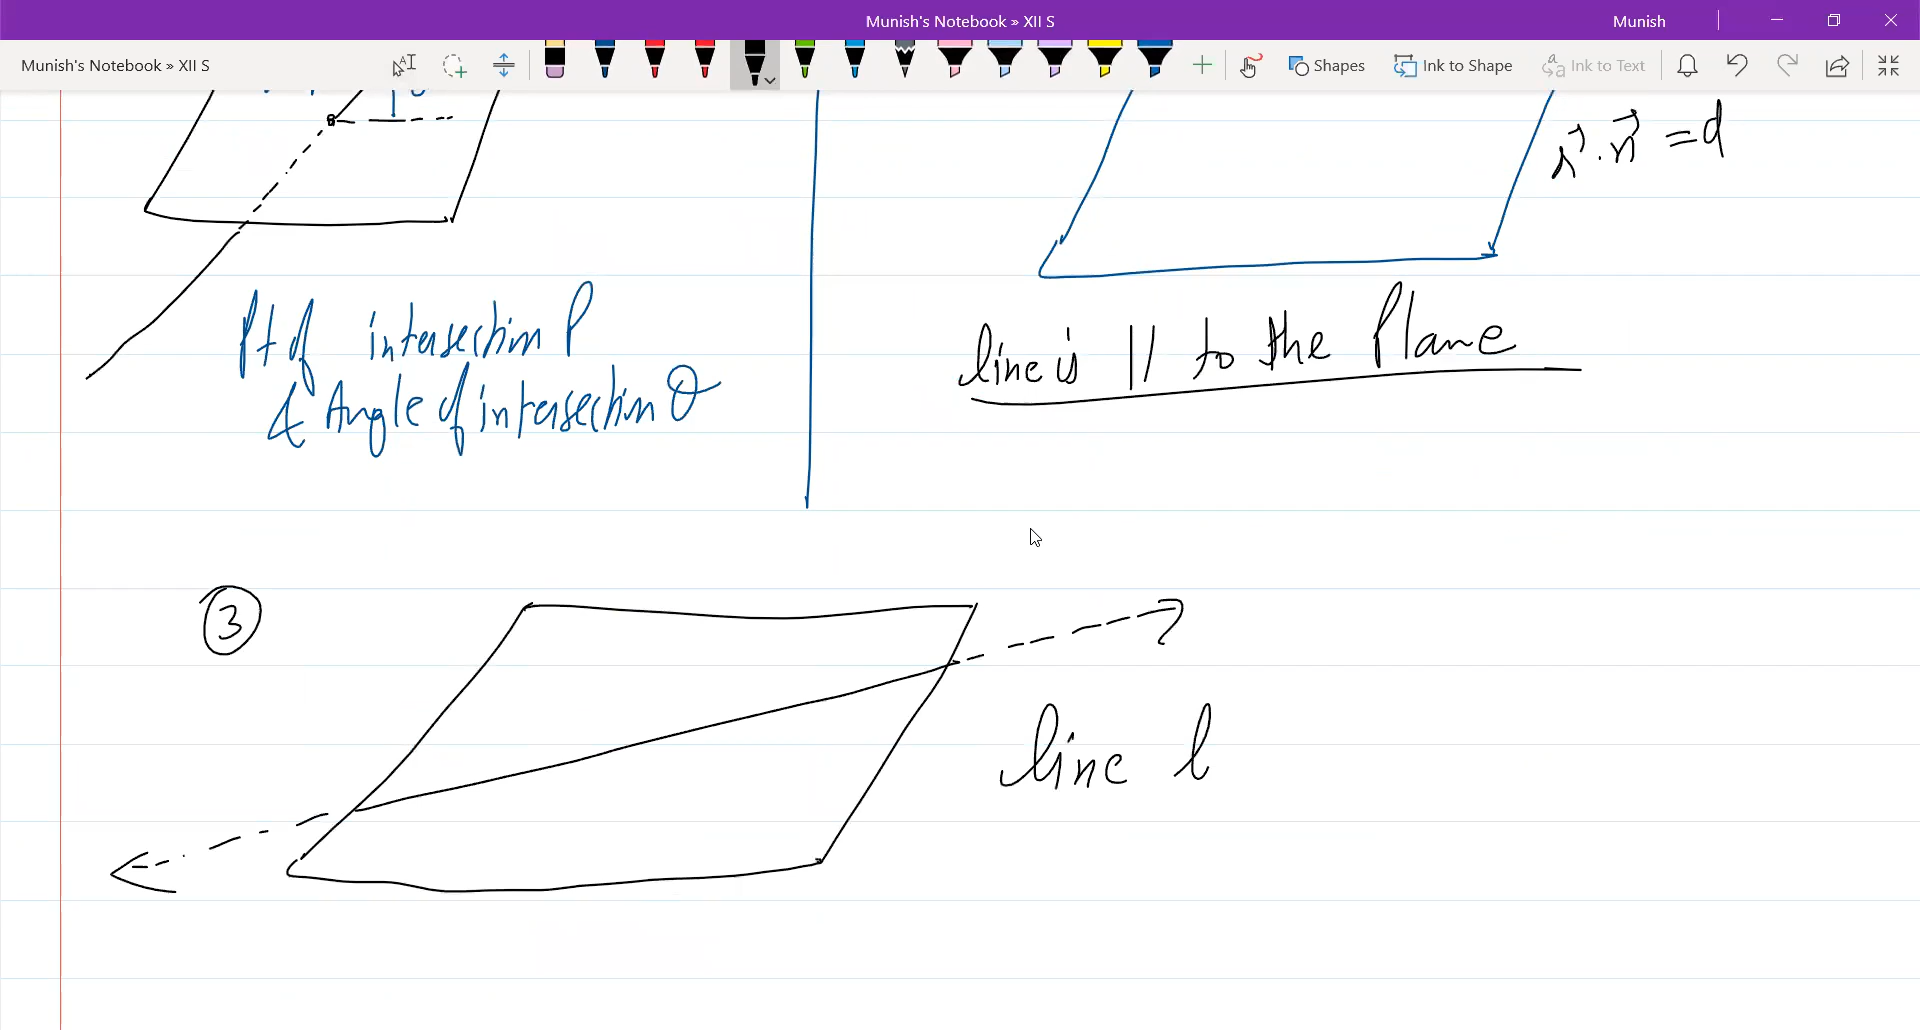 Munish's Notebook » XII S
Munish
Munish's Notebook » XII S
Shapes
Ink to Shape
Ink to Text
r⃗ . n⃗ = d
Pt of intersection P
& Angle of intersection θ
line is || to the Plane
3
line l